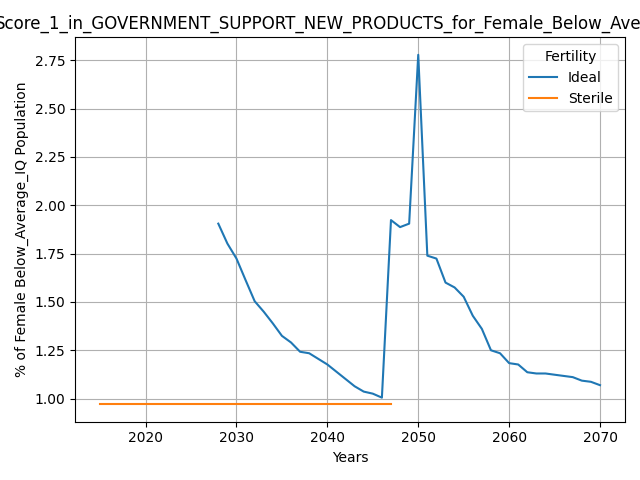 Score_1_in_GOVERNMENT_SUPPORT_NEW_PRODUCTS_for_Female_Below_Ave
% of Female Below_Average_IQ Population
2.75
2.50
2.25
2.00
1.75
1.50
1.25
1.00
Fertility
Ideal
Sterile
2020 2030 2040 2050 2060 2070
Years